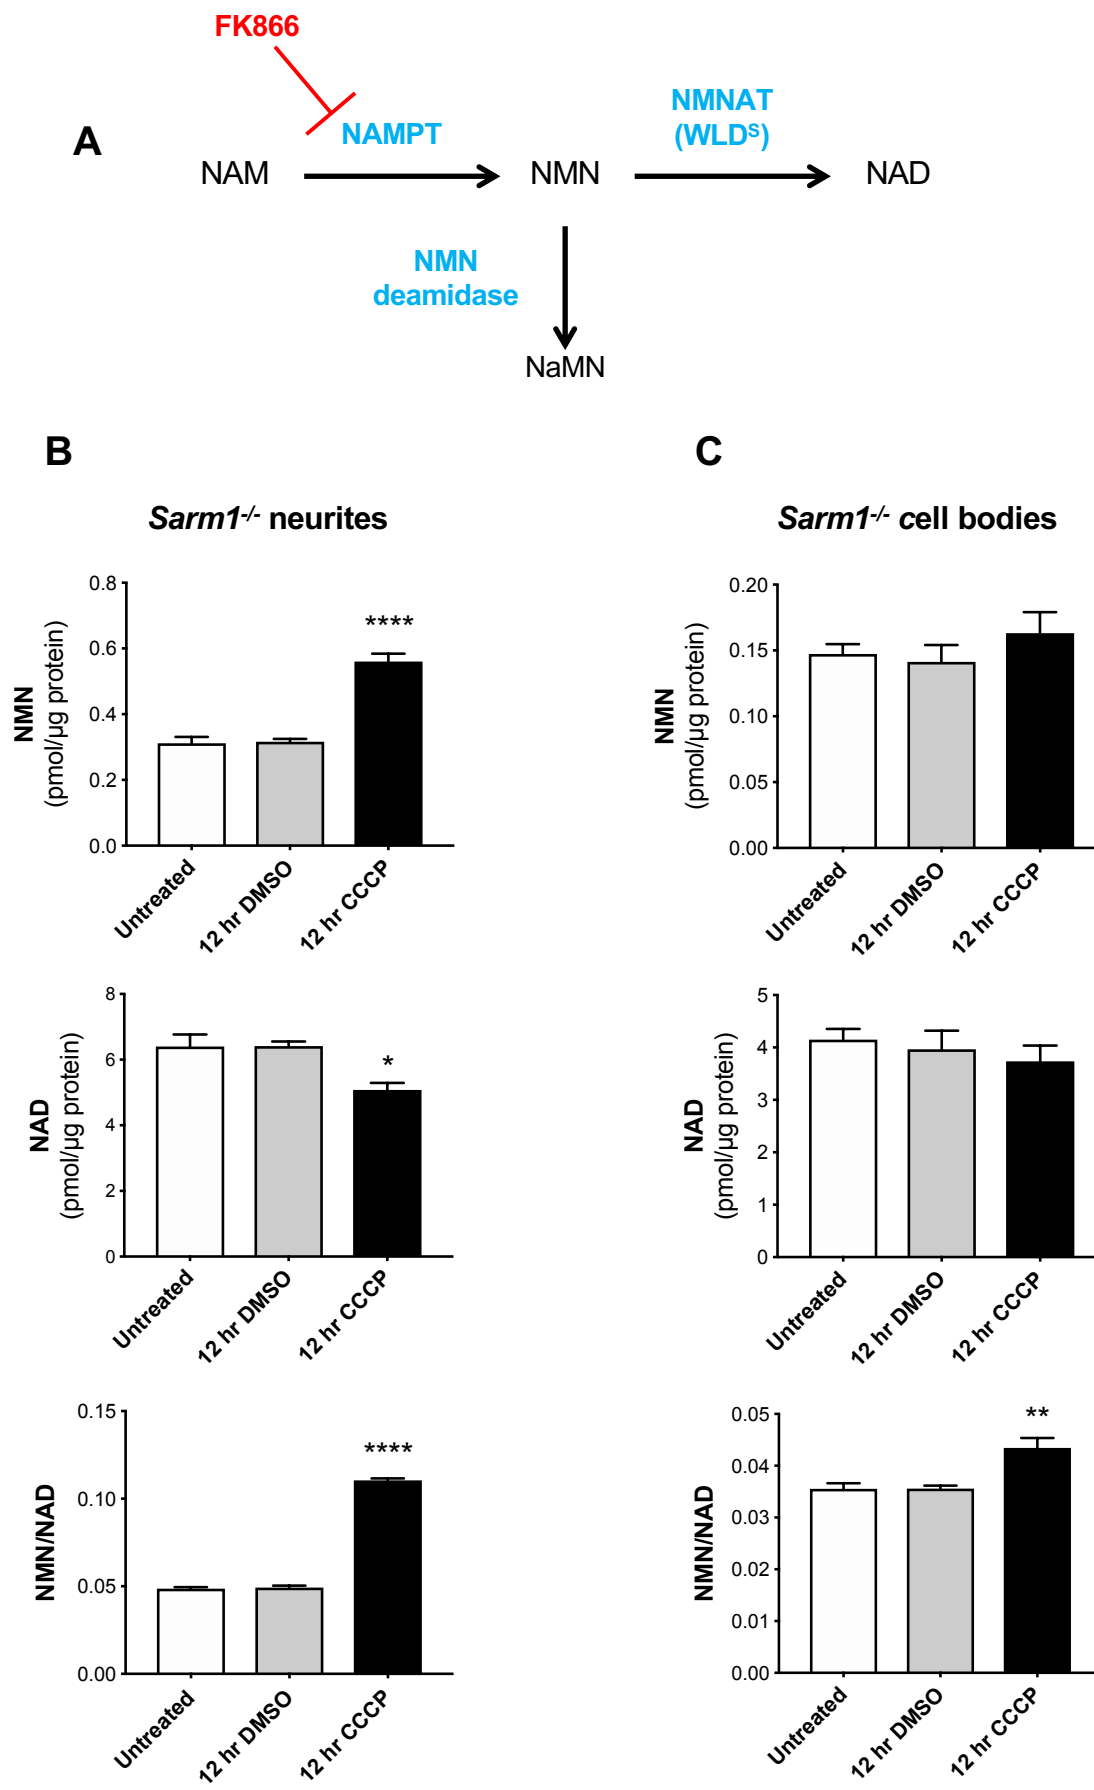 FK866
A
NAMPT
NMNAT
(WLDˢ)
NAM
NMN
NAD
NMN
deamidase
NaMN
B
Sarm1-/- neurites
NMN
(pmol/µg protein)
0.8
0.6
0.4
0.2
0.0
****
Untreated
12 hr DMSO
12 hr CCCP
NAD
(pmol/µg protein)
8
6
4
2
0
*
Untreated
12 hr DMSO
12 hr CCCP
NMN/NAD
0.15
0.10
0.05
0.00
****
Untreated
12 hr DMSO
12 hr CCCP
C
Sarm1-/- cell bodies
NMN
(pmol/µg protein)
0.20
0.15
0.10
0.05
0.00
Untreated
12 hr DMSO
12 hr CCCP
NAD
(pmol/µg protein)
5
4
3
2
1
0
Untreated
12 hr DMSO
12 hr CCCP
NMN/NAD
0.05
0.04
0.03
0.02
0.01
0.00
**
Untreated
12 hr DMSO
12 hr CCCP